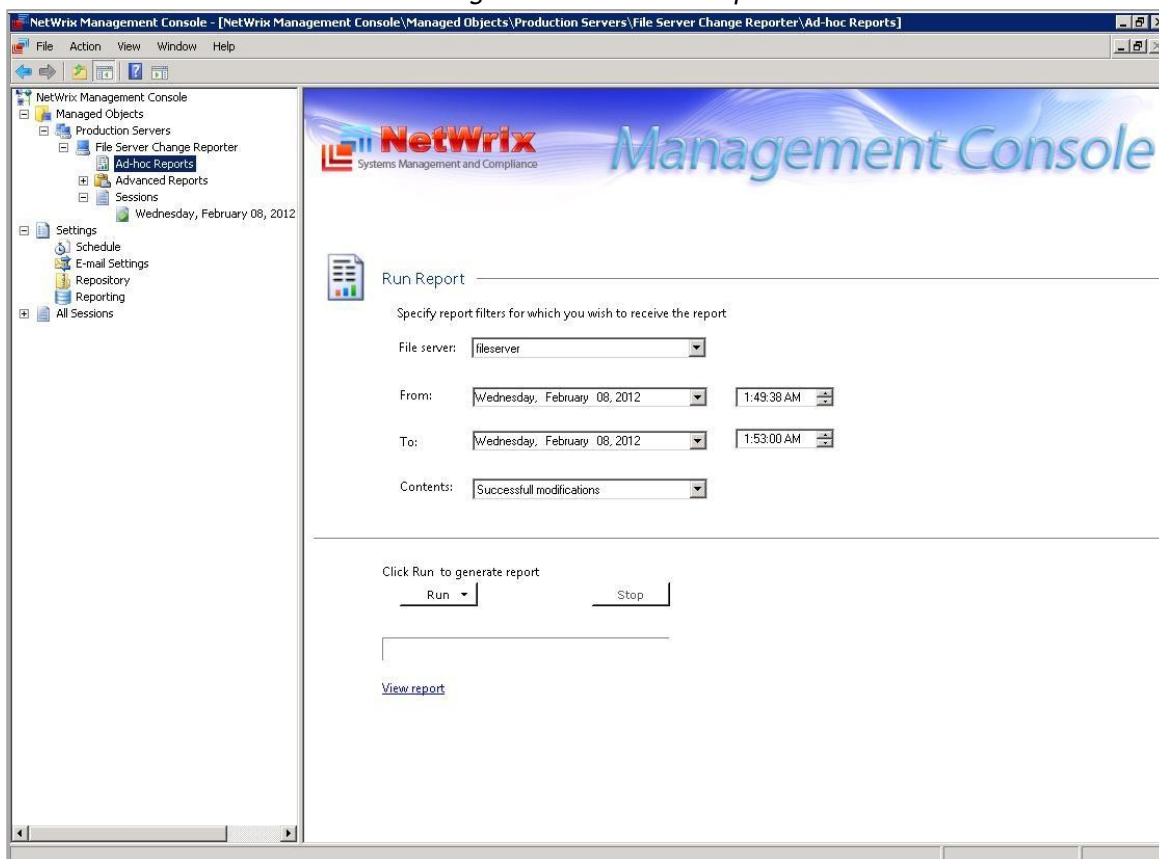 NetWrix Management Console - [NetWrix Management Console\Managed Objects\Production Servers\File Server Change Reporter\Ad-hoc Reports]
File Action View Window Help
NetWrix Management Console
Managed Objects
Production Servers
File Server Change Reporter
Ad-hoc Reports
Advanced Reports
Sessions
Wednesday, February 08, 2012
Settings
Schedule
E-mail Settings
Repository
Reporting
All Sessions
NetWrix
Systems Management and Compliance
Management Console
Run Report
Specify report filters for which you wish to receive the report
File server: fileserver
From: Wednesday, February 08, 2012 1:49:38 AM
To: Wednesday, February 08, 2012 1:53:00 AM
Contents: Successfull modifications
Click Run to generate report
Run Stop
View report